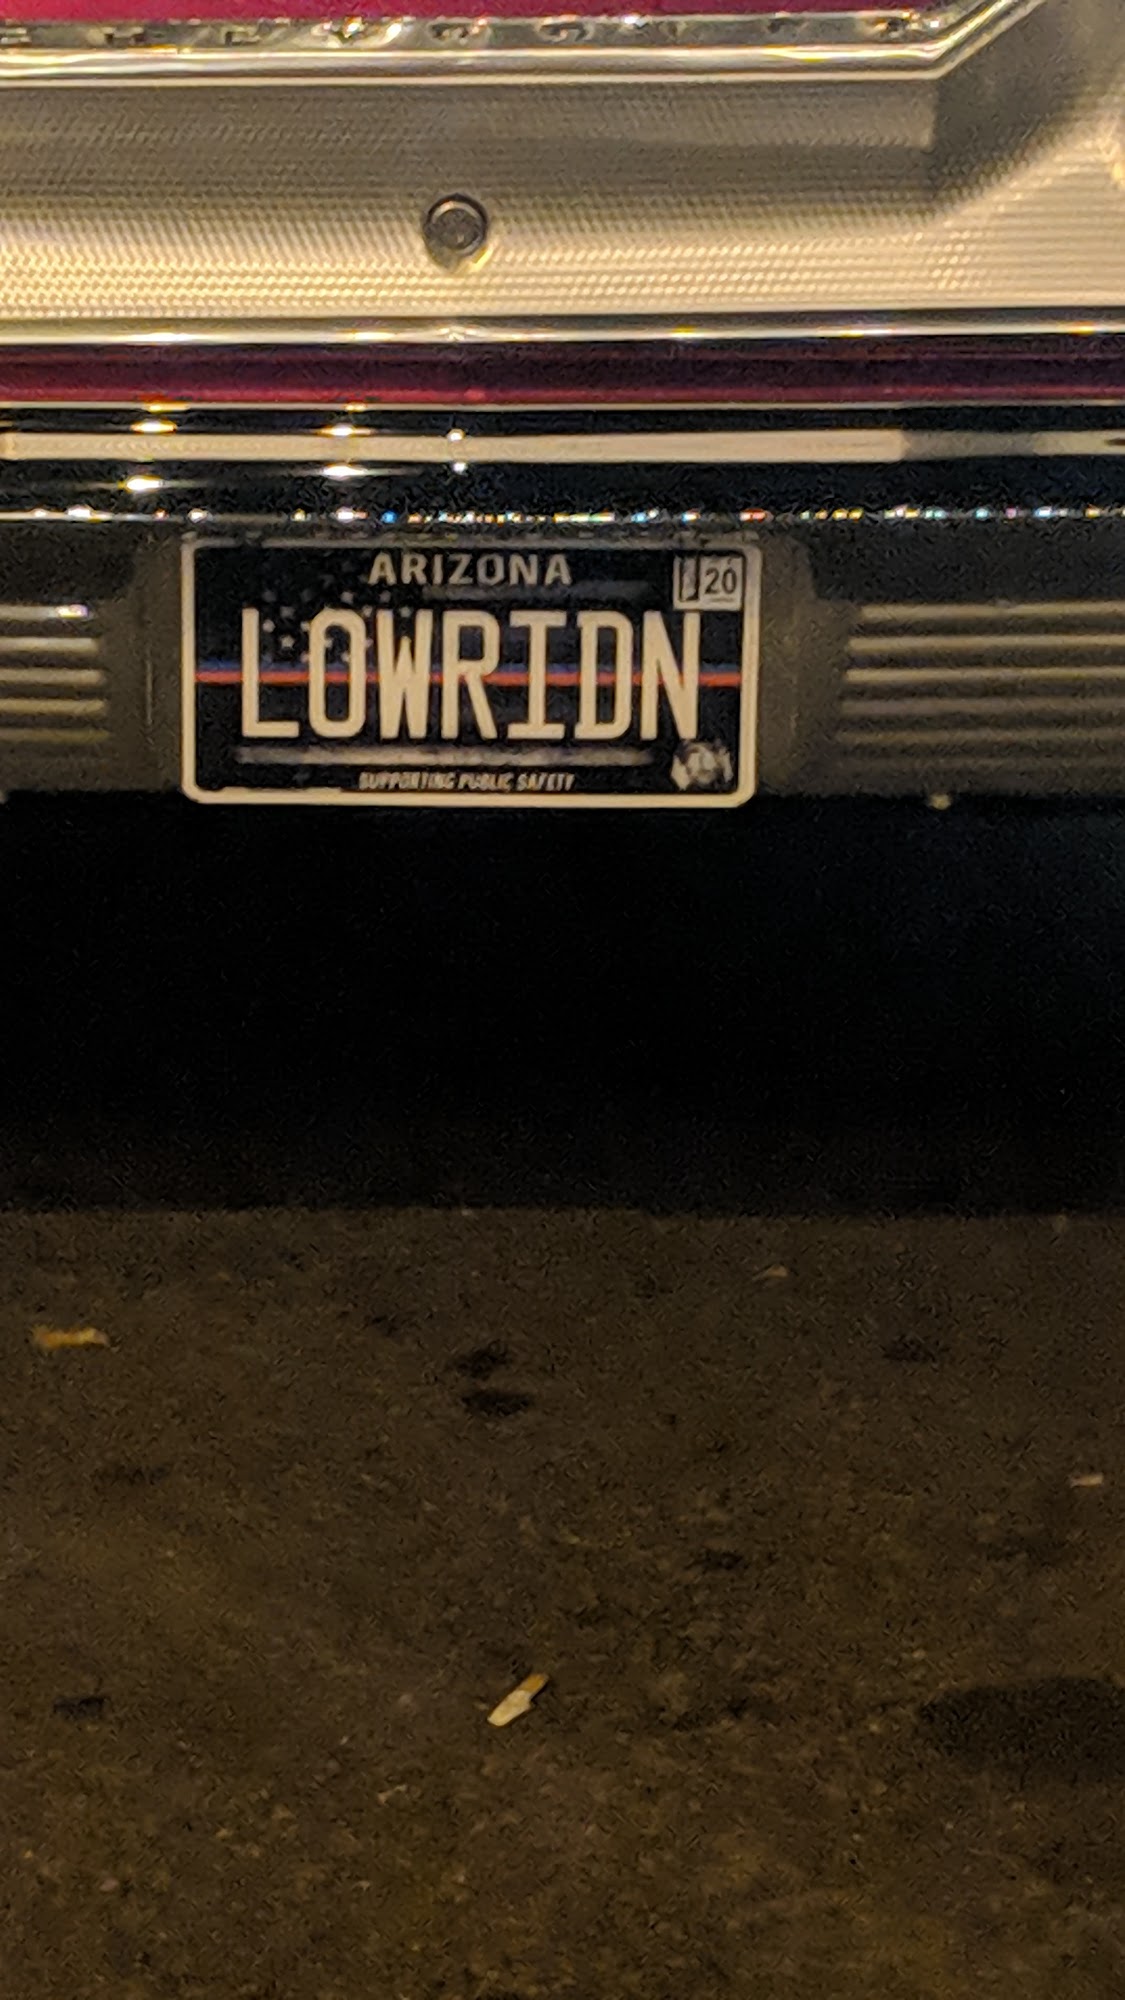 ARIZONA
20
LOWRIDN
SUPPORTING PUBLIC SAFETY